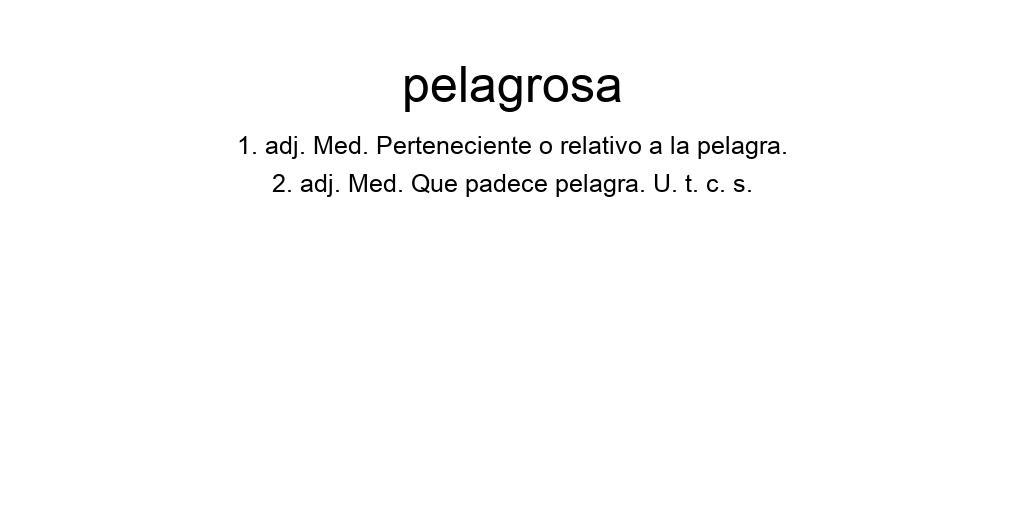 pelagrosa
1. adj. Med. Perteneciente o relativo a la pelagra.
2. adj. Med. Que padece pelagra. U. t. c. s.